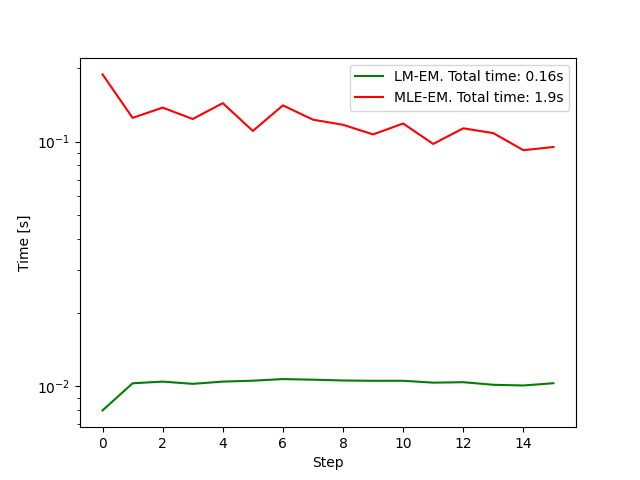 LM-EM. Total time: 0.16s
MLE-EM. Total time: 1.9s
10⁻¹
10⁻²
Time [s]
0 2 4 6 8 10 12 14
Step